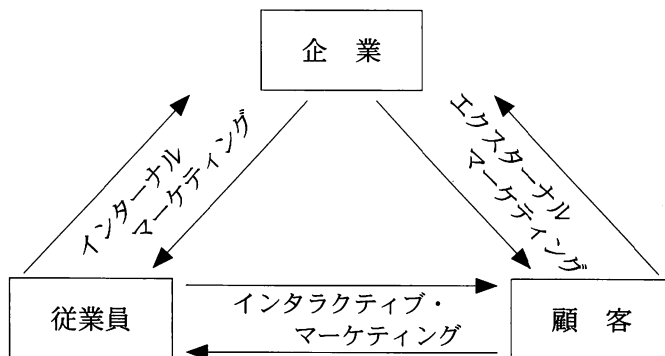 企 業
インターナル
マーケティング
エクスターナル
マーケティング
従業員
インタラクティブ・
マーケティング
顧 客